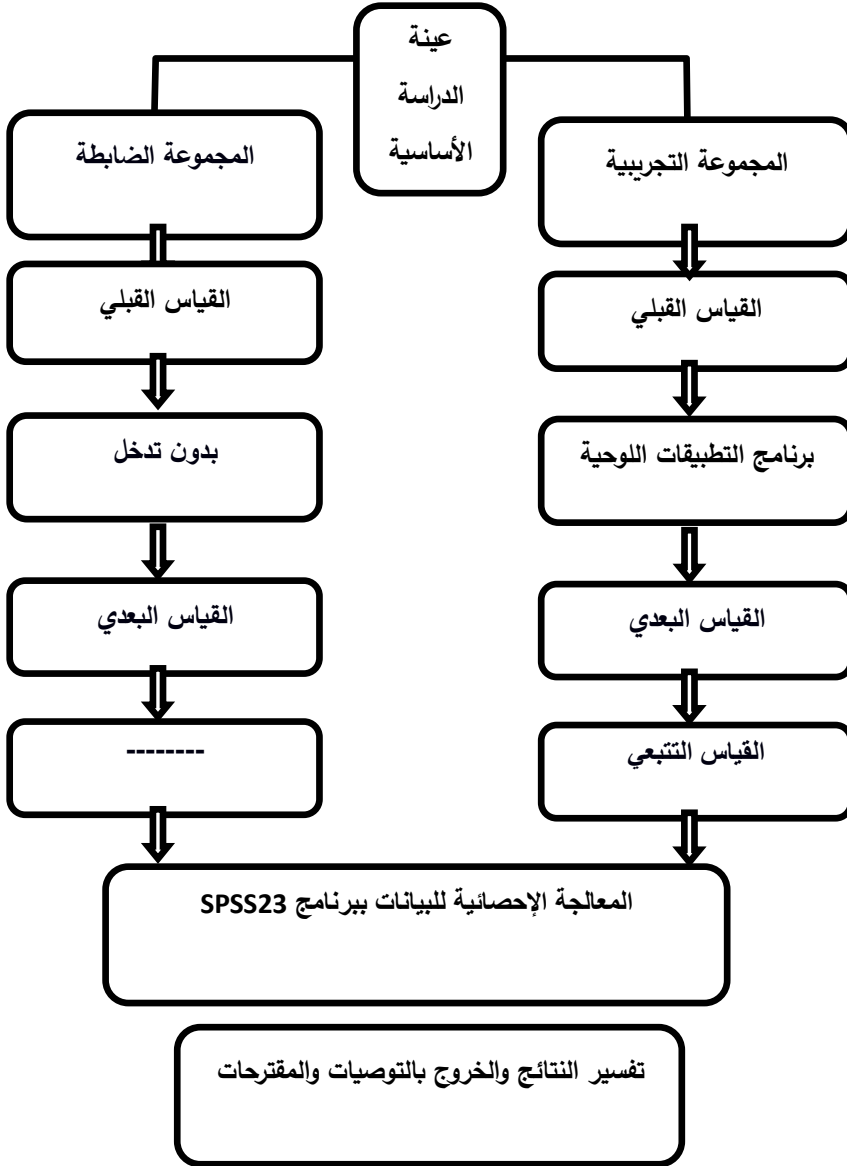 عينة
الدراسة
الأساسية
المجموعة التجريبية
المجموعة الضابطة
القياس القبلي
القياس القبلي
برنامج التطبيقات اللوحية
بدون تدخل
القياس البعدي
القياس البعدي
القياس التتبعي
--------
المعالجة الإحصائية للبيانات ببرنامج SPSS23
تفسير النتائج والخروج بالتوصيات والمقترحات